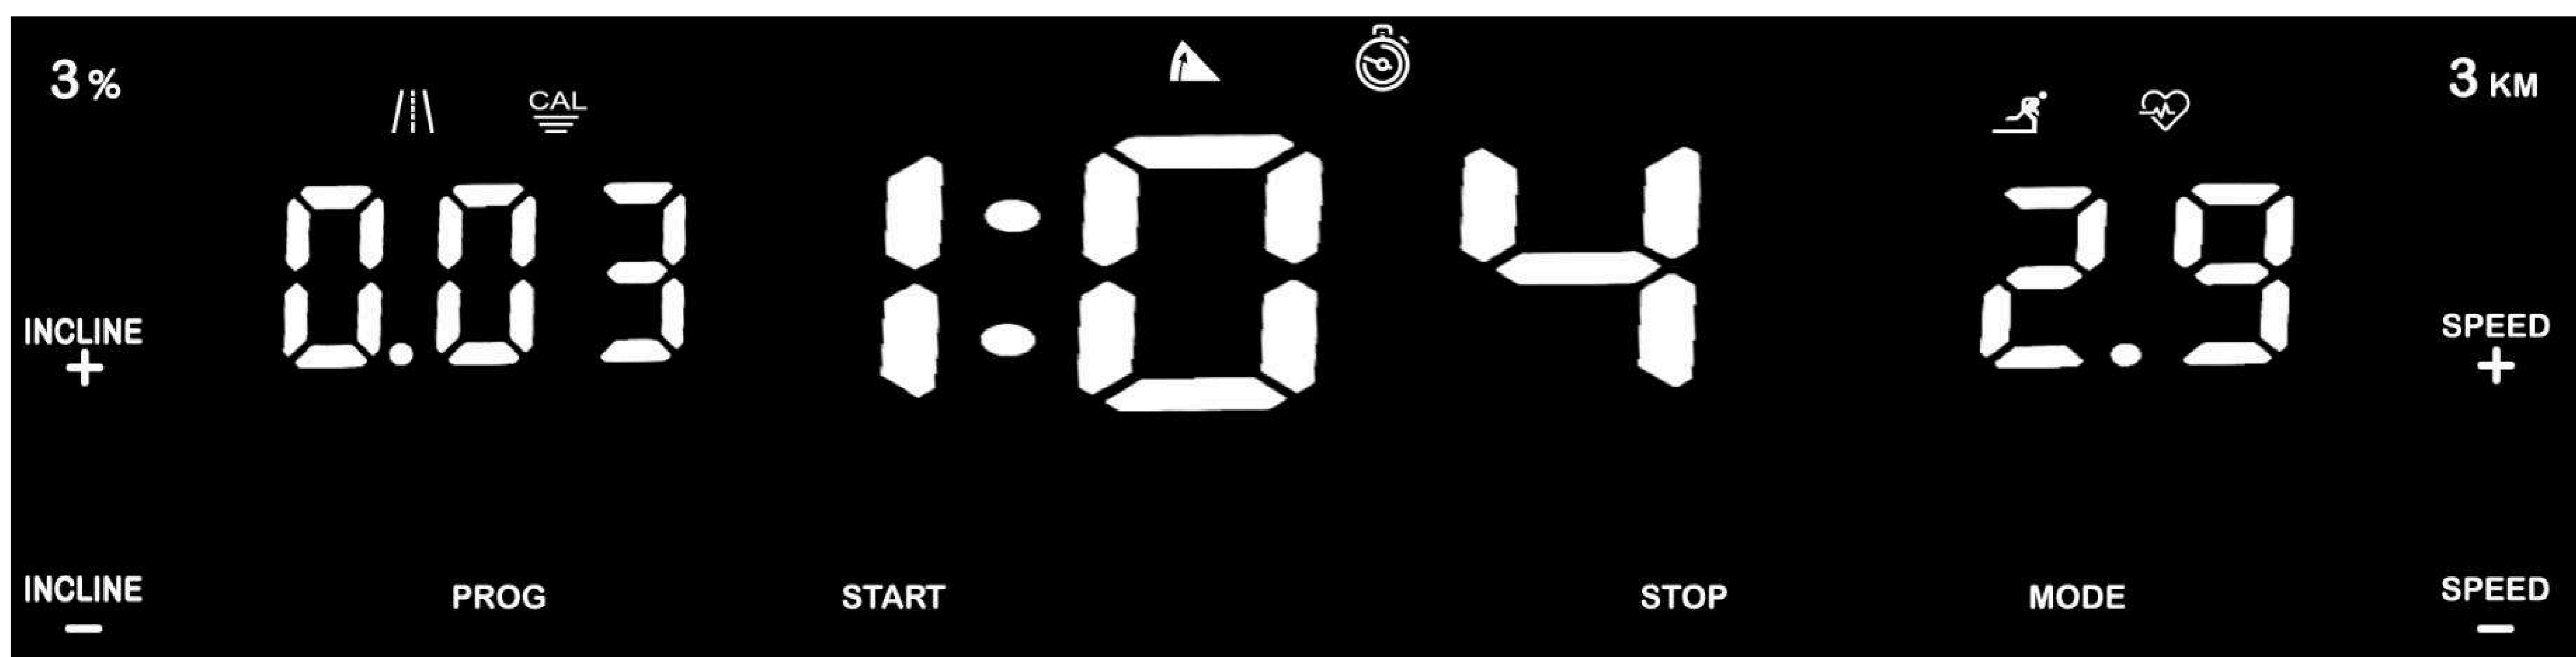 3 %
CAL
3 KM
0.03
1:04
2.9
INCLINE
+
SPEED
+
INCLINE
−
PROG
START
STOP
MODE
SPEED
−